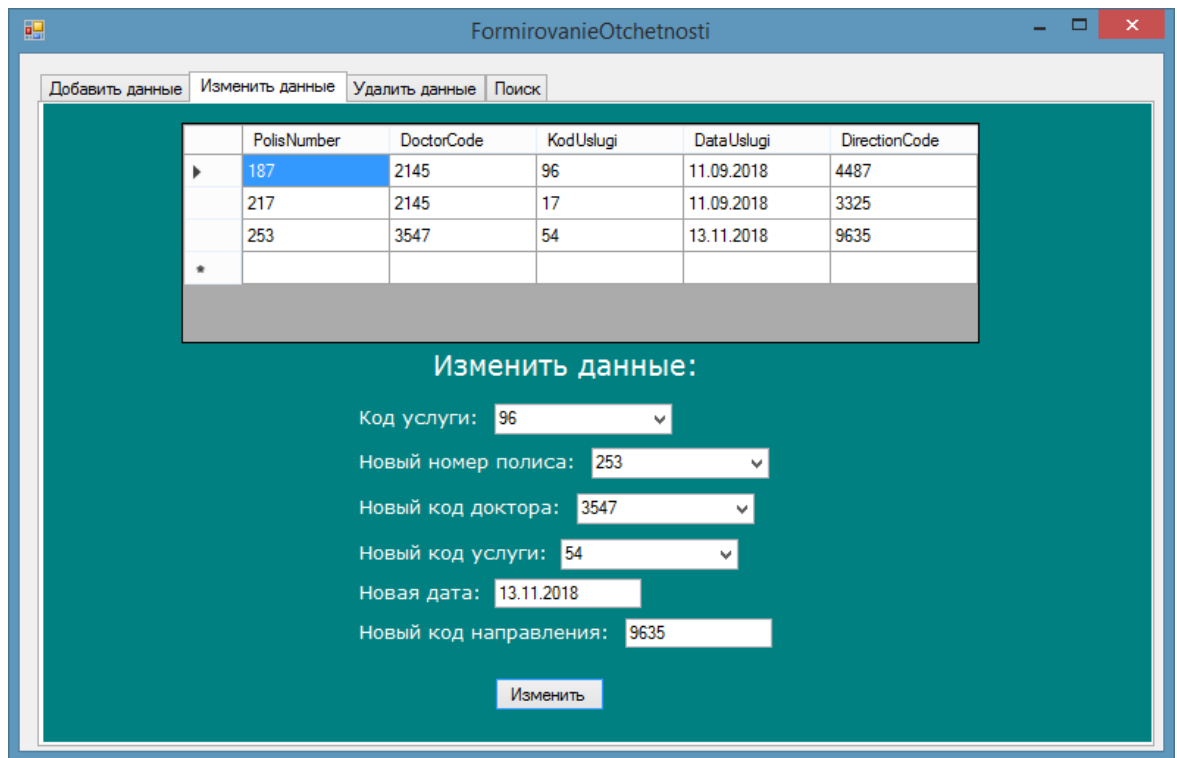 FormirovanieOtchetnosti
Добавить данные Изменить данные Удалить данные Поиск
PolisNumber DoctorCode KodUslugi DataUslugi DirectionCode
187 2145 96 11.09.2018 4487
217 2145 17 11.09.2018 3325
253 3547 54 13.11.2018 9635
Изменить данные:
Код услуги: 96
Новый номер полиса: 253
Новый код доктора: 3547
Новый код услуги: 54
Новая дата: 13.11.2018
Новый код направления: 9635
Изменить